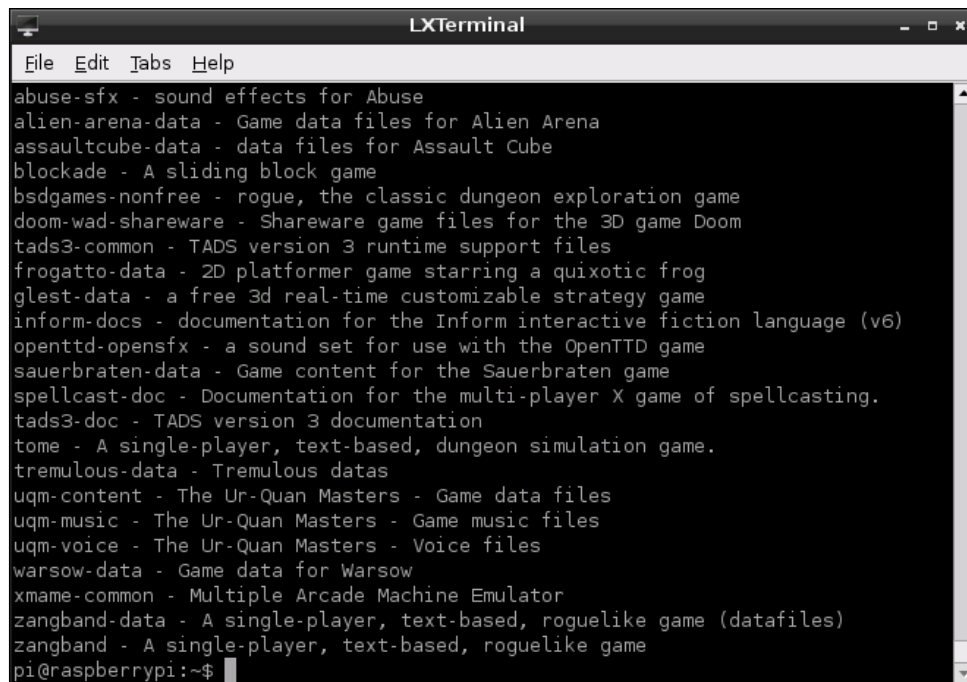 LXTerminal
File Edit Tabs Help
abuse-sfx - sound effects for Abuse
alien-arena-data - Game data files for Alien Arena
assaultcube-data - data files for Assault Cube
blockade - A sliding block game
bsdgames-nonfree - rogue, the classic dungeon exploration game
doom-wad-shareware - Shareware game files for the 3D game Doom
tads3-common - TADS version 3 runtime support files
frogatto-data - 2D platformer game starring a quixotic frog
glest-data - a free 3d real-time customizable strategy game
inform-docs - documentation for the Inform interactive fiction language (v6)
openttd-opensfx - a sound set for use with the OpenTTD game
sauerbraten-data - Game content for the Sauerbraten game
spellcast-doc - Documentation for the multi-player X game of spellcasting.
tads3-doc - TADS version 3 documentation
tome - A single-player, text-based, dungeon simulation game.
tremulous-data - Tremulous datas
uqm-content - The Ur-Quan Masters - Game data files
uqm-music - The Ur-Quan Masters - Game music files
uqm-voice - The Ur-Quan Masters - Voice files
warsow-data - Game data for Warsow
xmame-common - Multiple Arcade Machine Emulator
zangband-data - A single-player, text-based, roguelike game (datafiles)
zangband - A single-player, text-based, roguelike game
pi@raspberrypi:~$